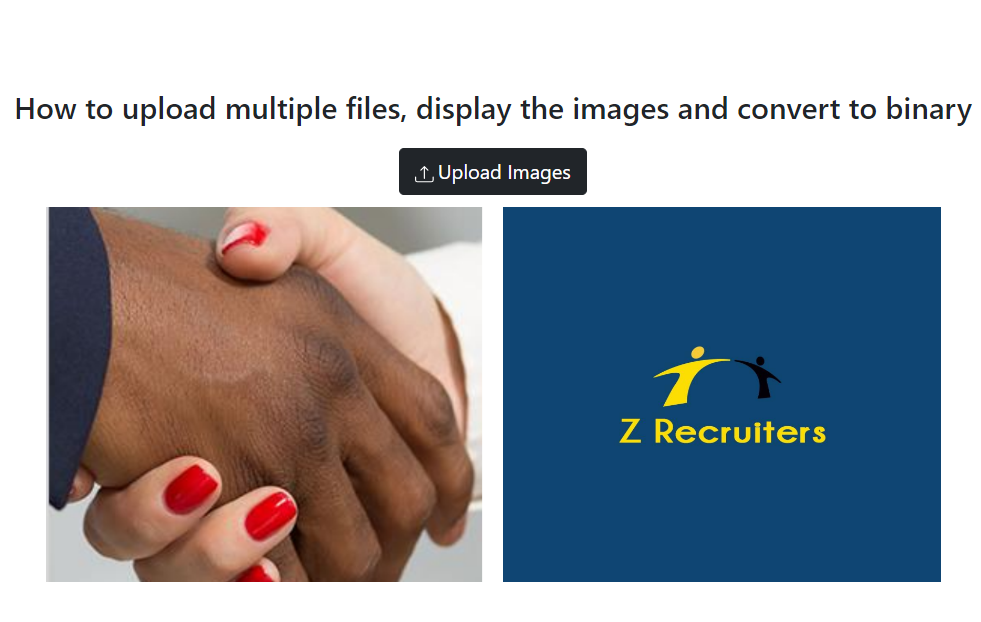 How to upload multiple files, display the images and convert to binary
Upload Images
Z Recruiters